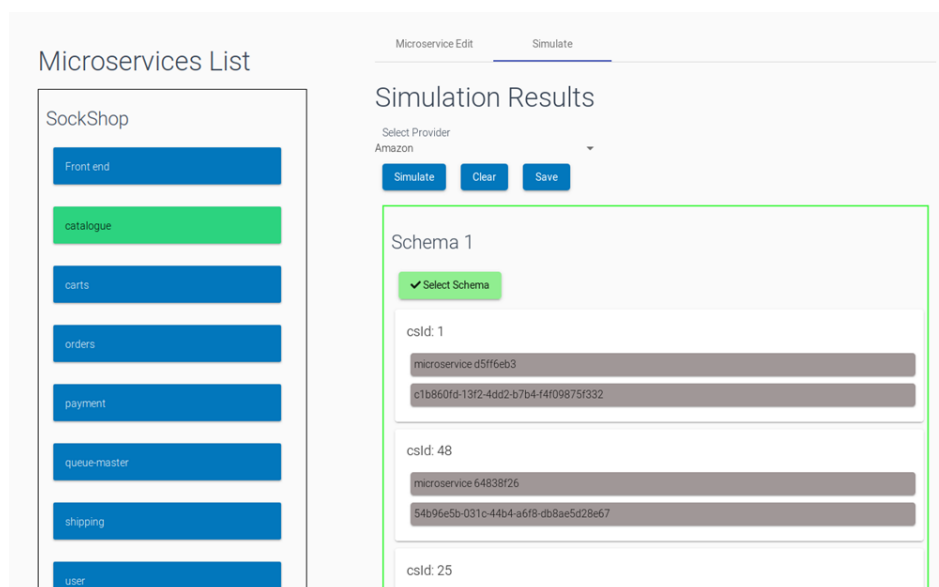 Microservices List
SockShop
Front end
catalogue
carts
orders
payment
queue-master
shipping
user
Microservice Edit
Simulate
Simulation Results
Select Provider
Amazon
Simulate
Clear
Save
Schema 1
Select Schema
csId: 1
microservice d5ff6eb3
c1b860fd-13f2-4dd2-b7b4-f4f09875f332
csId: 48
microservice 64838f26
54b96e5b-031c-44b4-a6f8-db8ae5d28e67
csId: 25